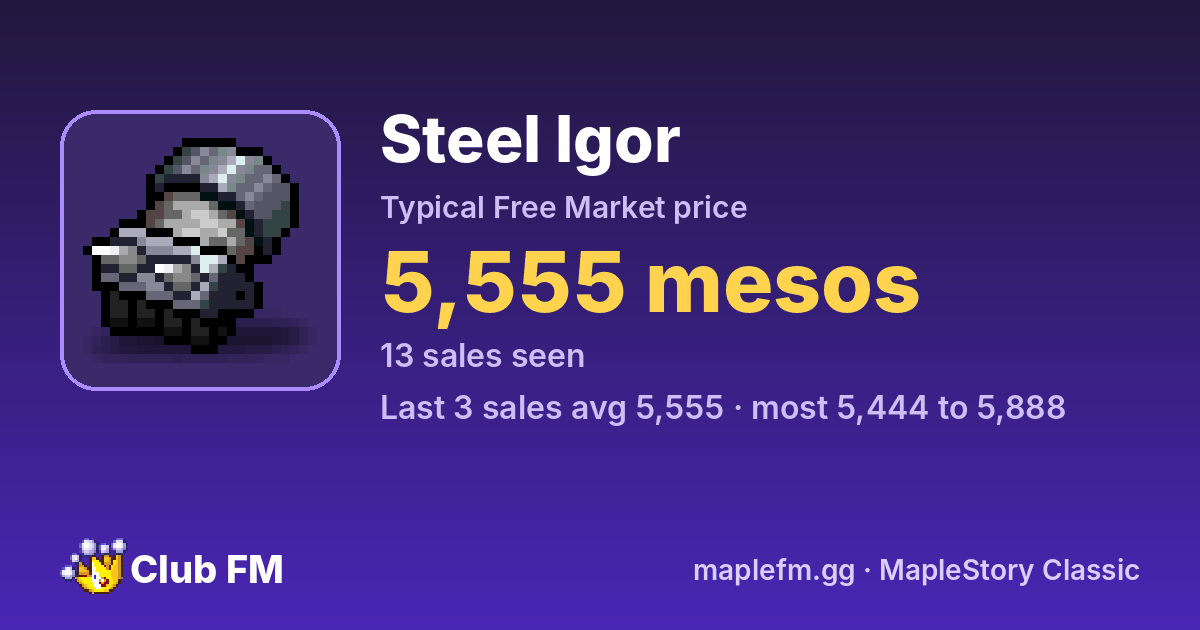 Steel Igor
Typical Free Market price
5,555 mesos
13 sales seen
Last 3 sales avg 5,555 · most 5,444 to 5,888
Club FM
maplefm.gg · MapleStory Classic